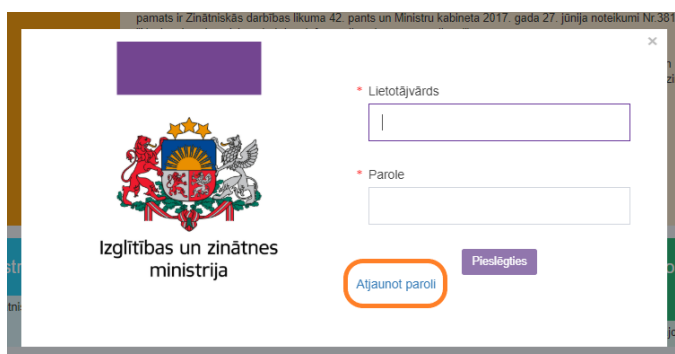 pamats ir Zinātniskās darbības likuma 42. pants un Ministru kabineta 2017. gada 27. jūnija noteikumi Nr.381
×
* Lietotājvārds
* Parole
Izglītības un zinātnes
ministrija
Pieslēgties
Atjaunot paroli